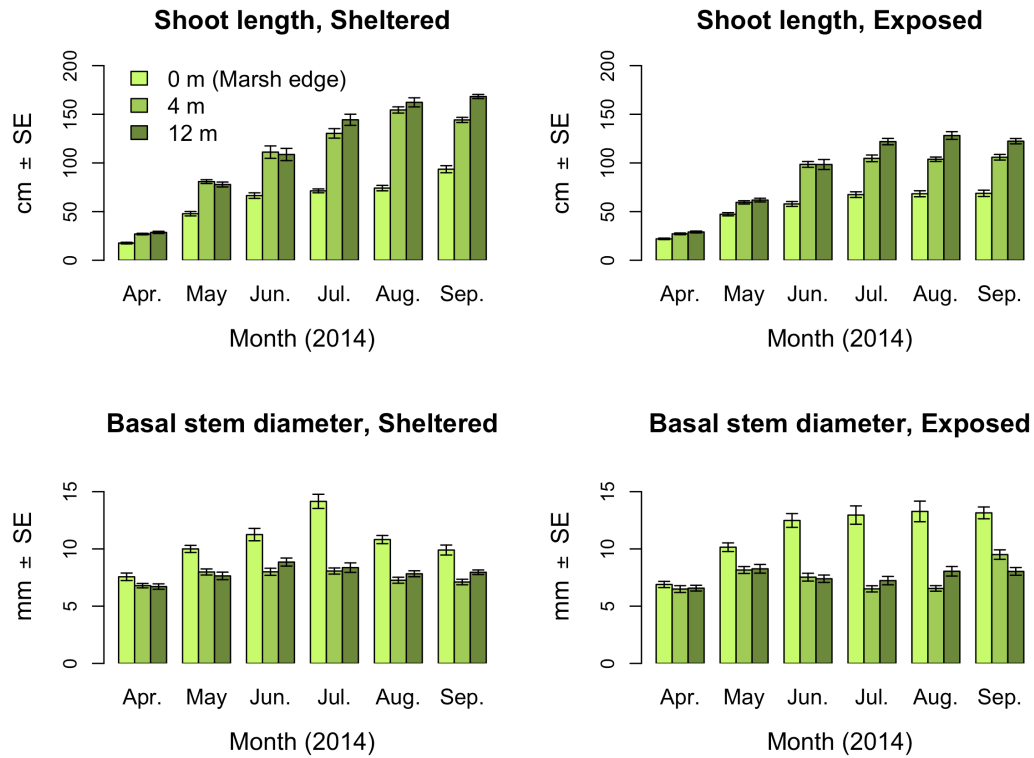 Shoot length, Sheltered
cm ± SE
200
150
100
50
0
0 m (Marsh edge)
4 m
12 m
Apr. May Jun. Jul. Aug. Sep.
Month (2014)
Shoot length, Exposed
cm ± SE
200
150
100
50
0
Apr. May Jun. Jul. Aug. Sep.
Month (2014)
Basal stem diameter, Sheltered
mm ± SE
15
10
5
0
Apr. May Jun. Jul. Aug. Sep.
Month (2014)
Basal stem diameter, Exposed
mm ± SE
15
10
5
0
Apr. May Jun. Jul. Aug. Sep.
Month (2014)